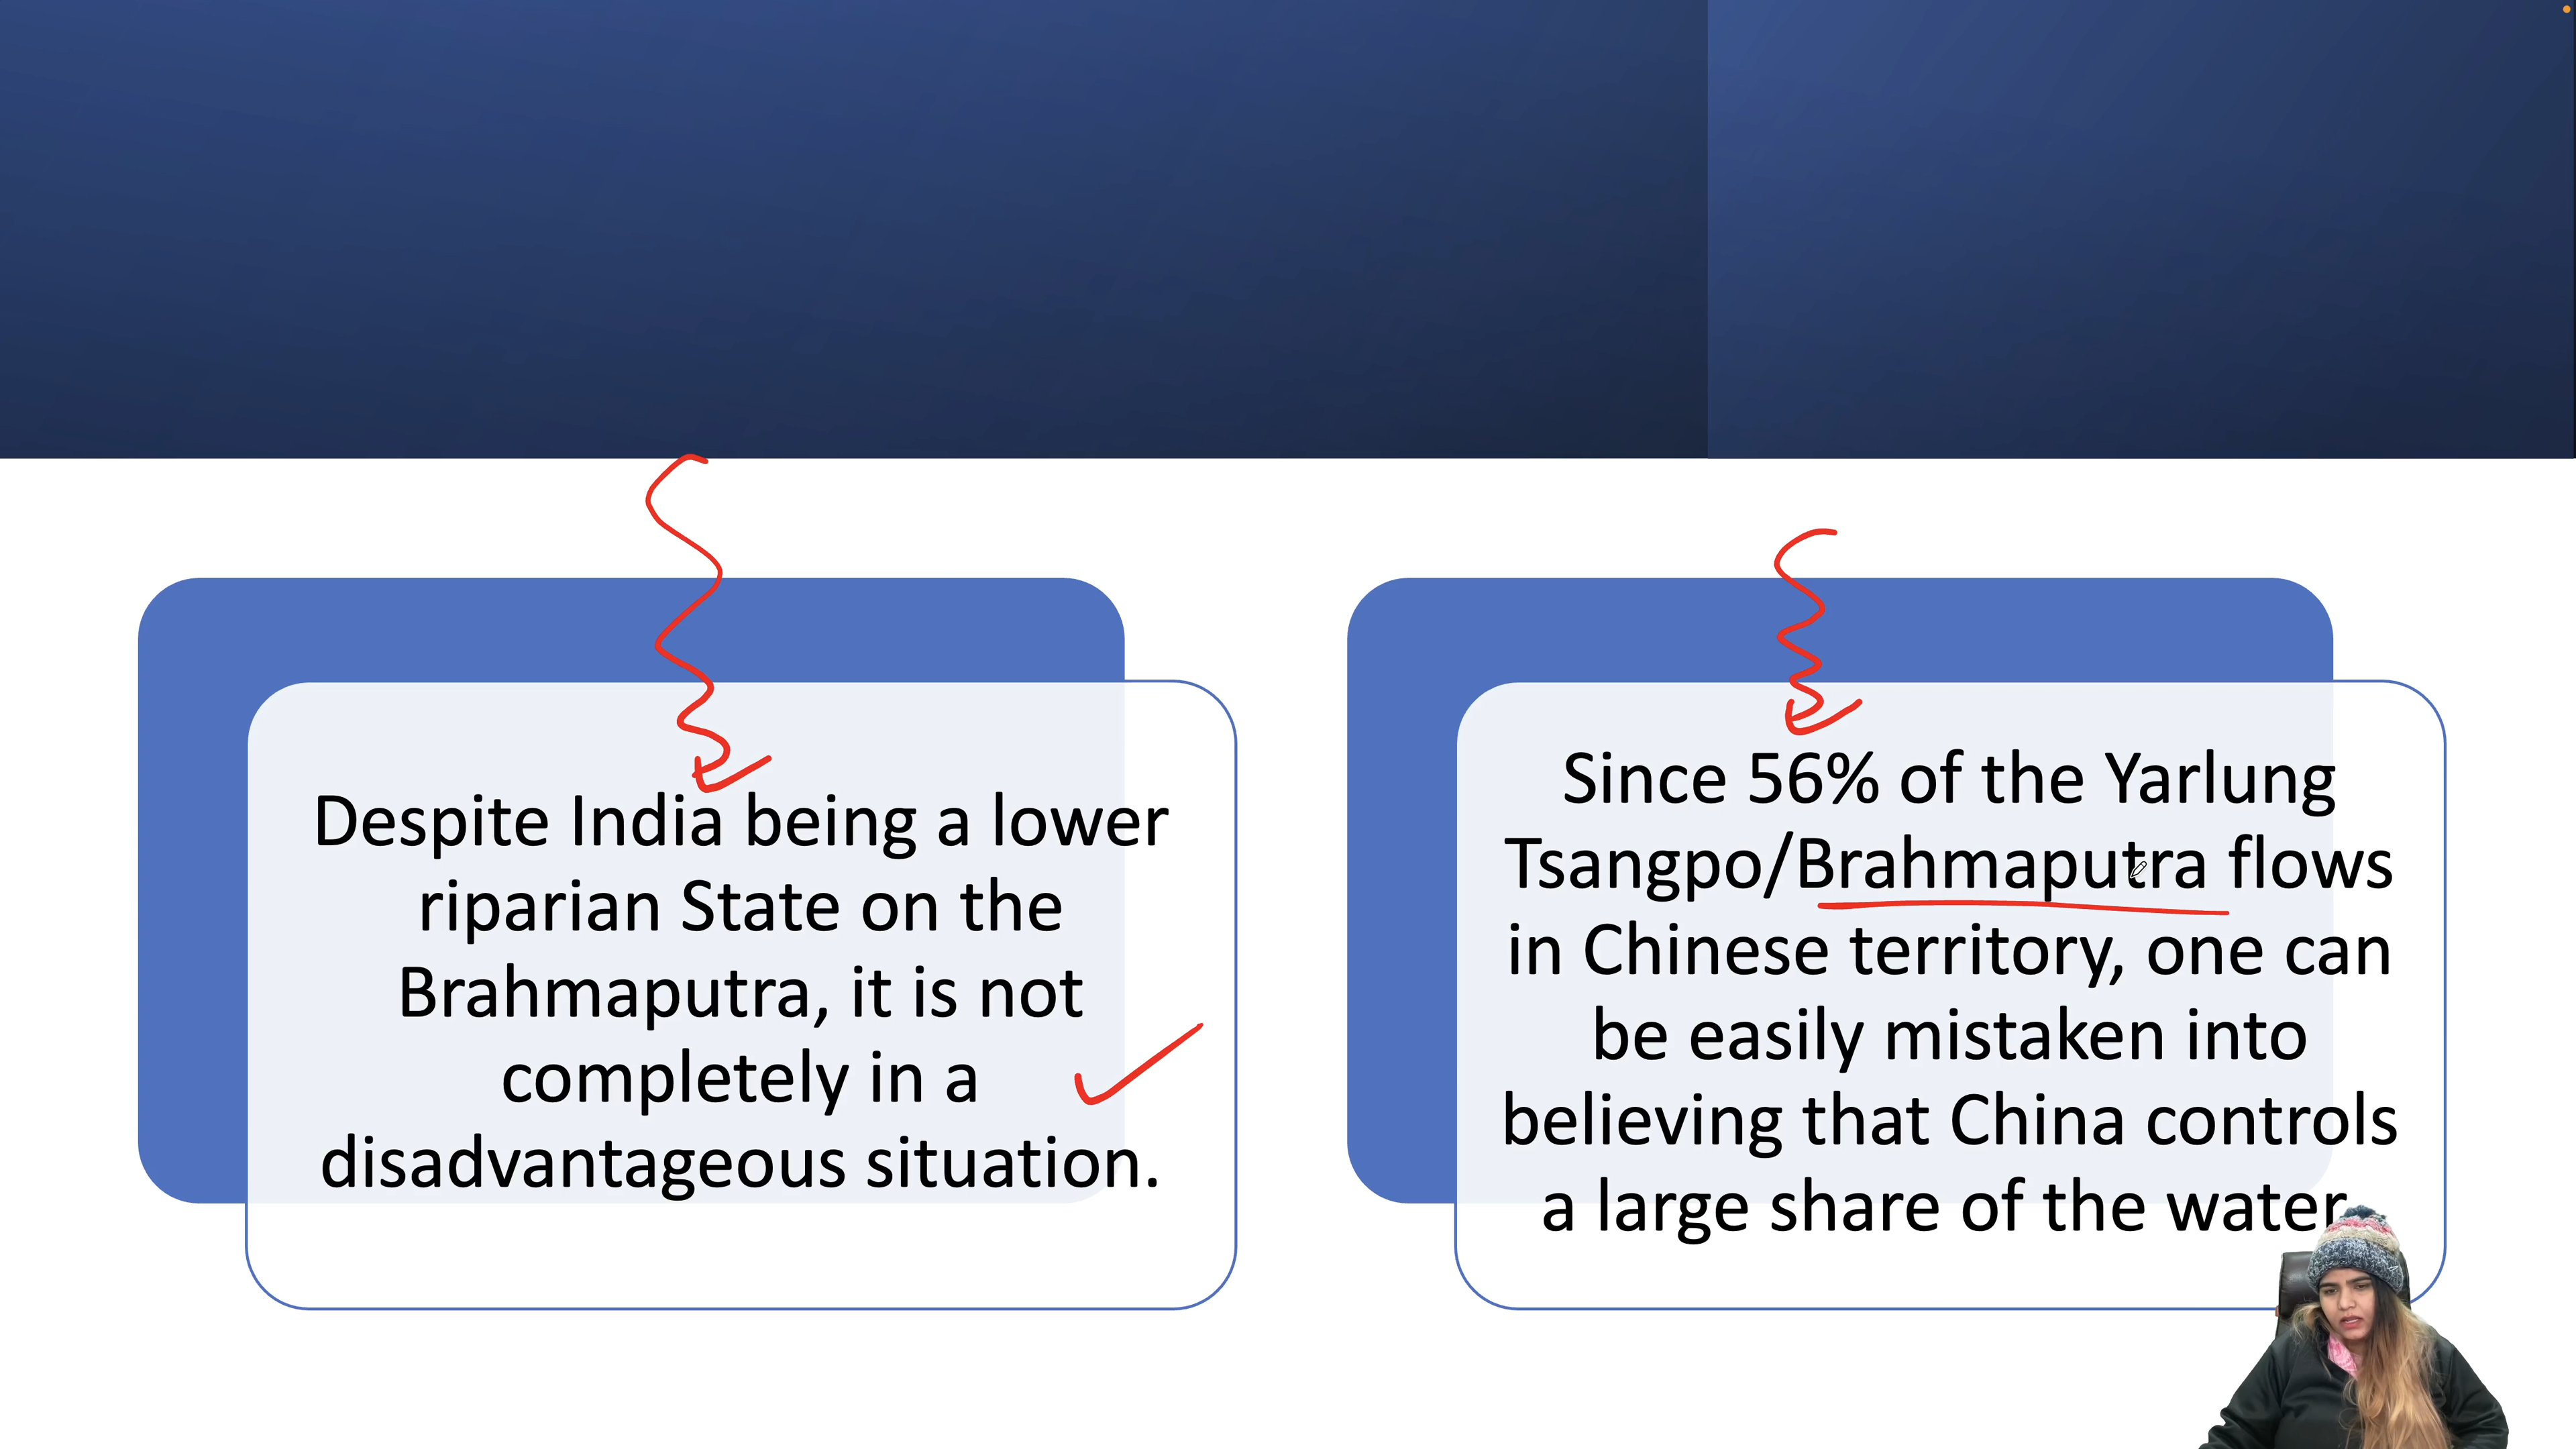 Despite India being a lower
riparian State on the
Brahmaputra, it is not
completely in a
disadvantageous situation.
Since 56% of the Yarlung
Tsangpo/Brahmaputra flows
in Chinese territory, one can
be easily mistaken into
believing that China controls
a large share of the water